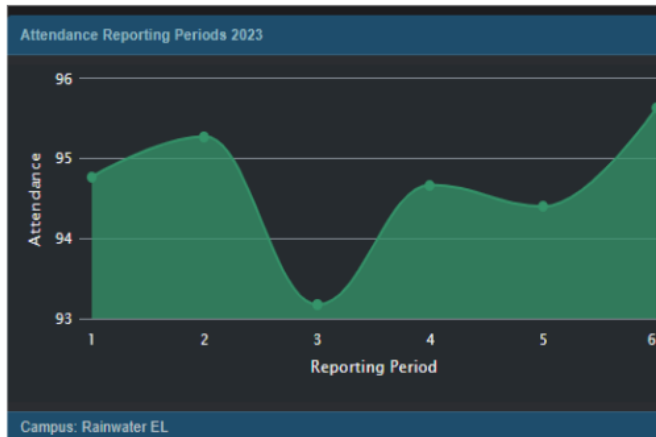 Attendance Reporting Periods 2023
96
95
94
93
Attendance
1 2 3 4 5 6
Reporting Period
Campus: Rainwater EL